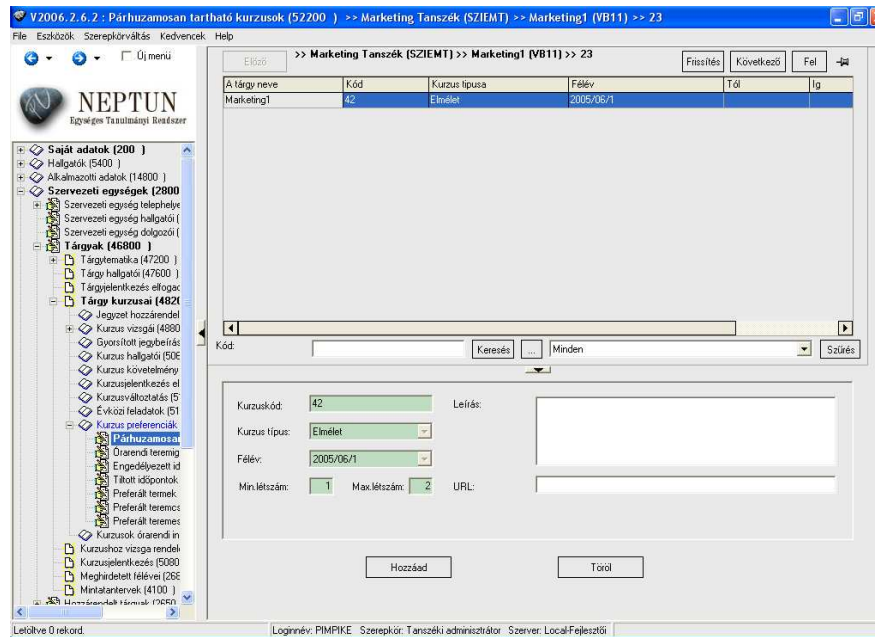 V2006.2.6.2 : Párhuzamosan tartható kurzusok (52200 ) >> Marketing Tanszék (SZIEMT) >> Marketing1 (VB11) >> 23
File Eszközök Szerepkörváltás Kedvencek Help
Új menü
NEPTUN
Egységes Tanulmányi Rendszer
Saját adatok (200 )
Hallgatók (5400 )
Alkalmazotti adatok (14800 )
Szervezeti egységek (2800
Szervezeti egység telephelye
Szervezeti egység hallgatói (
Szervezeti egység dolgozói (
Tárgyak (46800 )
Tárgytematika (47200 )
Tárgy hallgatói (47600 )
Tárgyjelentkezés elfogad
Tárgy kurzusai (4820
Jegyzet hozzárendel
Kurzus vizsgái (4880
Gyorsított jegybeírás
Kurzus hallgatói (506
Kurzus követelmény
Kurzusjelentkezés el
Kurzusváltoztatás (5
Évközi feladatok (51
Kurzus preferenciák
Párhuzamosan
Órarendi teremig
Engedélyezett id
Tiltott időpontok
Preferált termek
Preferált teremcs
Preferált teremes
Kurzusok órarendi in
Kurzushoz vizsga rendel
Kurzusjelentkezés (5080
Meghirdetett félévei (268
Mintatantervek (4100 )
Hozzárendelt tárgyak (2650
Előző
>> Marketing Tanszék (SZIEMT) >> Marketing1 (VB11) >> 23
Frissítés
Következő
Fel
A tárgy neve Kód Kurzus tipusa Félév Tól Ig
Marketing1 42 Elmélet 2005/06/1
Kód:
Keresés
...
Minden
Szűrés
Kurzuskód: 42
Leírás:
Kurzus típus: Elmélet
Félév: 2005/06/1
Min.létszám: 1 Max.létszám: 2
URL:
Hozzáad
Töröl
Letöltve 0 rekord.
Loginnév: PIMPIKE Szerepkör: Tanszéki adminisztrátor Szerver: Local-Fejlesztői